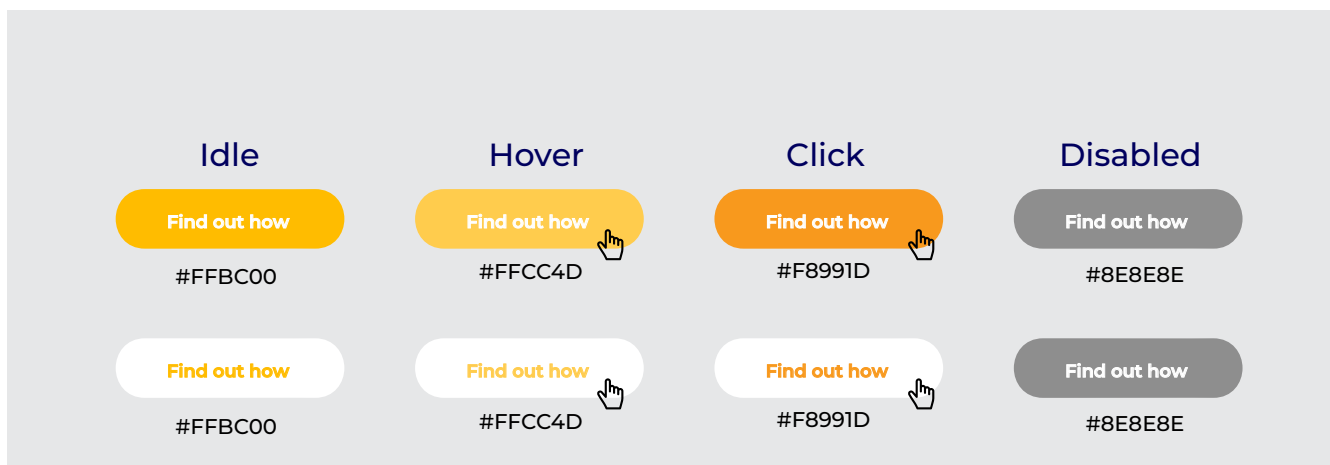 Idle
Hover
Click
Disabled
Find out how
Find out how
Find out how
Find out how
#FFBC00
#FFCC4D
#F8991D
#8E8E8E
Find out how
Find out how
Find out how
Find out how
#FFBC00
#FFCC4D
#F8991D
#8E8E8E